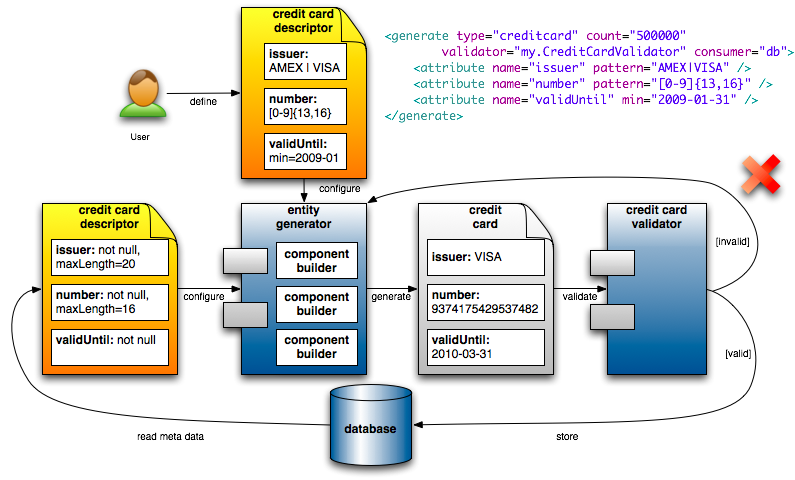 credit card
descriptor
issuer:
AMEX | VISA
number:
[0-9]{13,16}
validUntil:
min=2009-01
<generate type="creditcard" count="500000"
validator="my.CreditCardValidator" consumer="db">
<attribute name="issuer" pattern="AMEX|VISA" />
<attribute name="number" pattern="[0-9]{13,16}" />
<attribute name="validUntil" min="2009-01-31" />
</generate>
define
User
configure
credit card
descriptor
issuer: not null,
maxLength=20
number: not null,
maxLength=16
validUntil: not null
configure
entity
generator
component
builder
component
builder
component
builder
generate
credit
card
issuer: VISA
number:
9374175429537482
validUntil:
2010-03-31
validate
credit card
validator
[invalid]
[valid]
database
read meta data
store